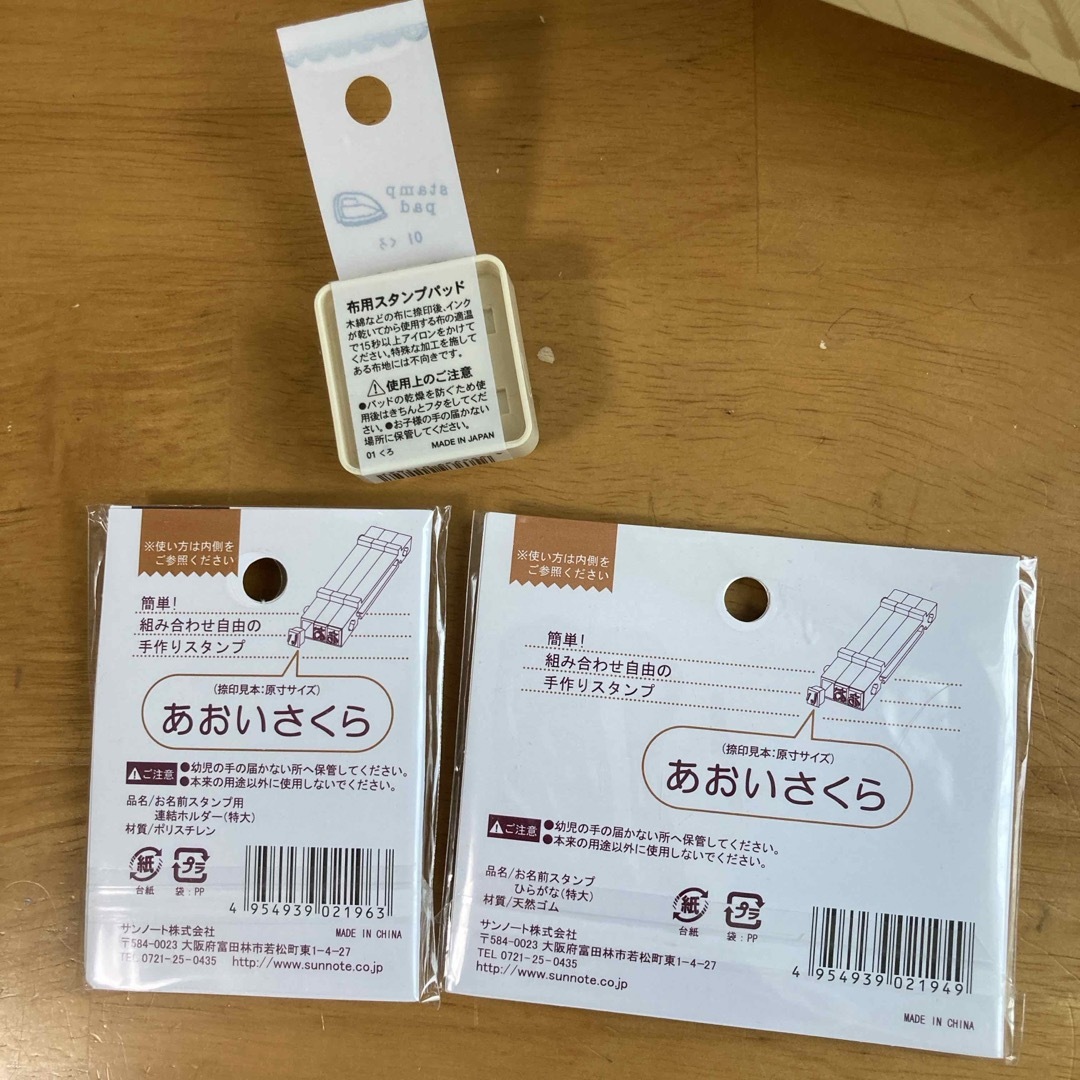 stamp
pad
01 くろ
布用スタンプパッド
木綿などの布に捺印後、インク
が乾いてから使用する布の適温
で15秒以上アイロンをかけて
ください。特殊な加工を施して
ある布地には不向きです。
使用上のご注意
●パッドの乾燥を防ぐため使
用後はきちんとフタをしてくだ
さい。●お子様の手の届かない
場所に保管してください。
01 くろ MADE IN JAPAN
※使い方は内側を
ご参照ください
簡単!
組み合わせ自由の
手作りスタンプ
(捺印見本:原寸サイズ)
あおいさくら
ご注意
●幼児の手の届かない所へ保管してください。
●本来の用途以外に使用しないでください。
品名/お名前スタンプ用
連結ホルダー(特大)
材質/ポリスチレン
紙
台紙
プラ
袋:PP
4 954939 021963
サンノート株式会社 MADE IN CHINA
〒584-0023 大阪府富田林市若松町東1-4-27
TEL 0721-25-0435 http://www.sunnote.co.jp
※使い方は内側を
ご参照ください
簡単!
組み合わせ自由の
手作りスタンプ
(捺印見本:原寸サイズ)
あおいさくら
ご注意
●幼児の手の届かない所へ保管してください。
●本来の用途以外に使用しないでください。
品名/お名前スタンプ
ひらがな(特大)
材質/天然ゴム
紙
台紙
プラ
袋:PP
サンノート株式会社
〒584-0023 大阪府富田林市若松町東1-4-27
TEL 0721-25-0435
http://www.sunnote.co.jp
4 954939 021949
MADE IN CHINA